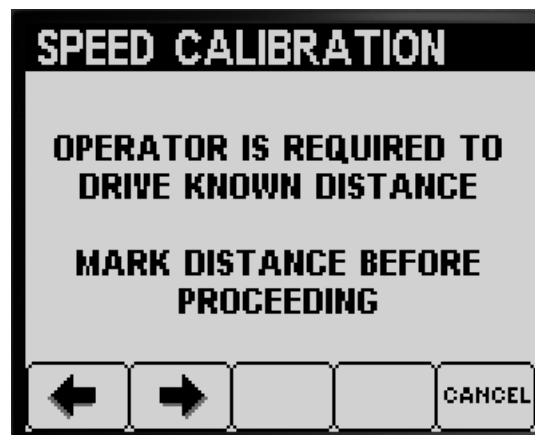 SPEED CALIBRATION
OPERATOR IS REQUIRED TO
DRIVE KNOWN DISTANCE
MARK DISTANCE BEFORE
PROCEEDING
CANCEL